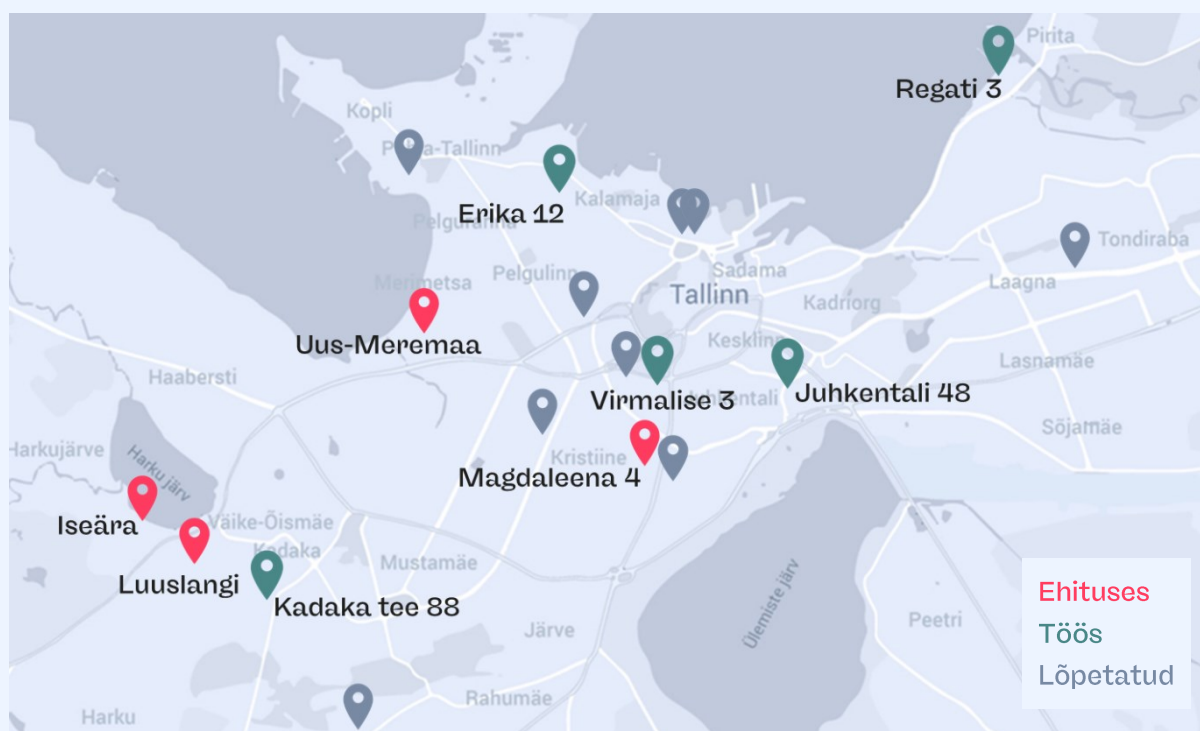 Pirita
Regati 3
Kopli
Põhja-Tallinn
Erika 12
Kalamaja
Pelguranna
Tondiraba
Merimetsa
Pelgulinn
Sadama
Tallinn
Laagna
Kadriorg
Uus-Meremaa
Kesklinn
Lasnamäe
Haabersti
Virmalise 3
Juhkentali
Juhkentali 48
Sõjamäe
Harkujärve
Harku järv
Kristiine
Magdaleena 4
Iseära
Väike-Õismäe
Kadaka
Mustamäe
Luuslangi
Kadaka tee 88
Ülemiste järv
Järve
Peetri
Rahumäe
Harku
Ehituses
Töös
Lõpetatud